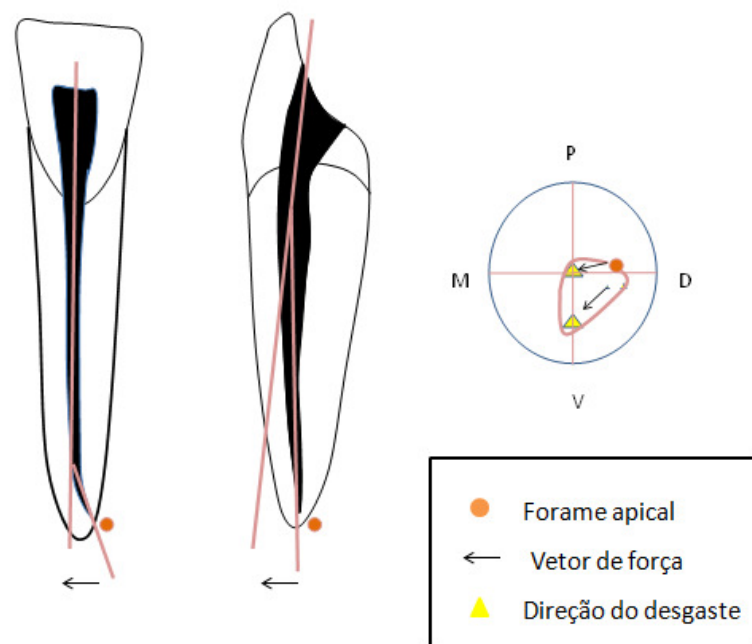 P
M
D
V
Forame apical
Vetor de força
Direção do desgaste